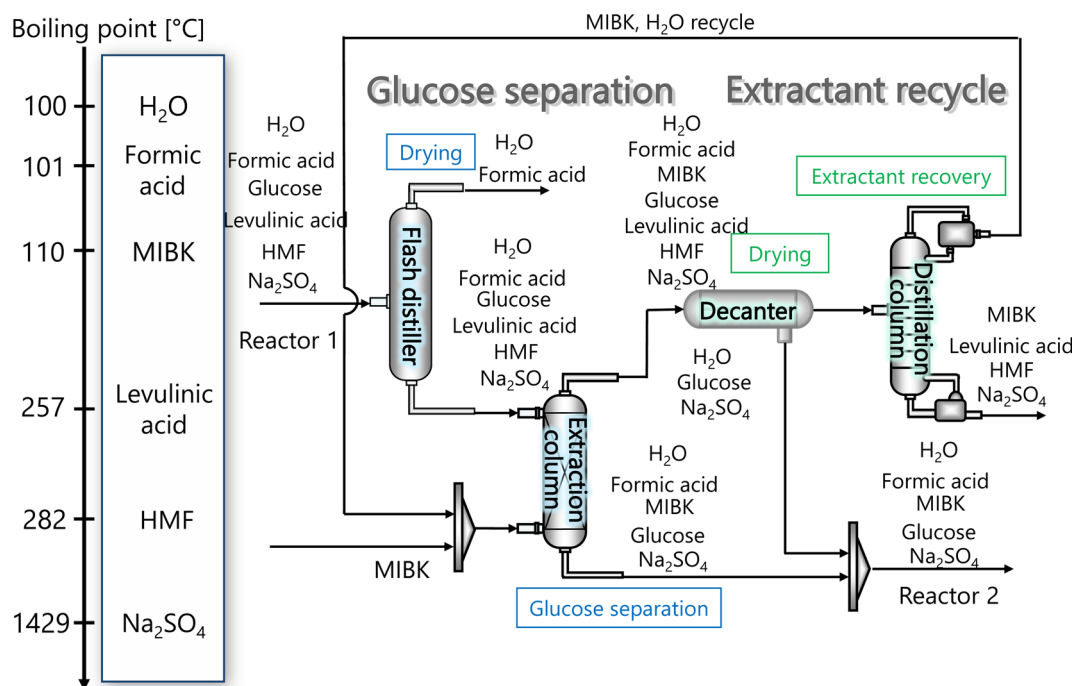 Boiling point [°C]
100
H₂O
101
Formic
acid
110
MIBK
257
Levulinic
acid
282
HMF
1429
Na₂SO₄
MIBK, H₂O recycle
Glucose separation
Extractant recycle
H₂O
Formic acid
Glucose
Levulinic acid
HMF
Na₂SO₄
Reactor 1
Drying
H₂O
Formic acid
Flash distiller
H₂O
Formic acid
Glucose
Levulinic acid
HMF
Na₂SO₄
Extraction
column
MIBK
Glucose separation
H₂O
Formic acid
MIBK
Glucose
Levulinic acid
HMF
Na₂SO₄
Drying
Decanter
H₂O
Glucose
Na₂SO₄
H₂O
Formic acid
MIBK
Glucose
Na₂SO₄
Extractant recovery
Distillation
column
MIBK
Levulinic acid
HMF
Na₂SO₄
H₂O
Formic acid
MIBK
Glucose
Na₂SO₄
Reactor 2